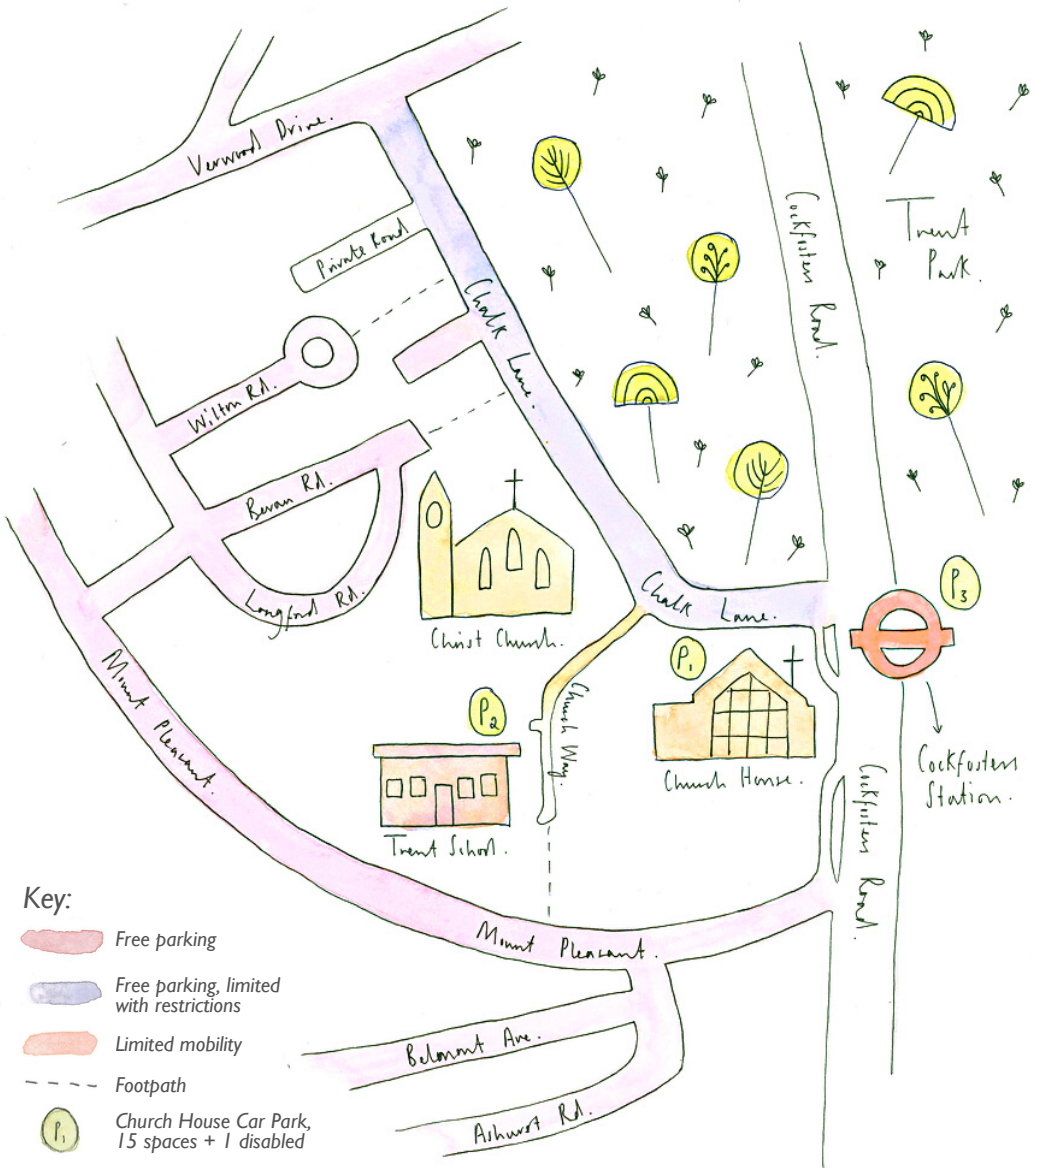 Verwood Drive.
Private Road
Cockfosters Road.
Trent
Park.
Chalk Lane.
Wilton Rd.
Bevan Rd.
Longford Rd.
Christ Church.
Chalk Lane.
P3
P1
P2
Church Way.
Church House.
Cockfosters
Station.
Mount Pleasant.
Trent School.
Cockfosters Road.
Mount Pleasant.
Belmont Ave.
Ashurst Rd.
Key:
Free parking
Free parking, limited
with restrictions
Limited mobility
Footpath
P1
Church House Car Park,
15 spaces + 1 disabled